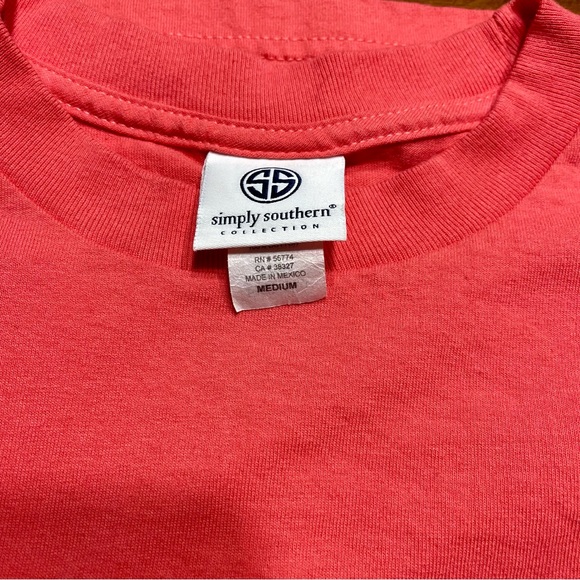 SS
simply southern®
COLLECTION
RN # 56774
CA # 38327
MADE IN MEXICO
MEDIUM